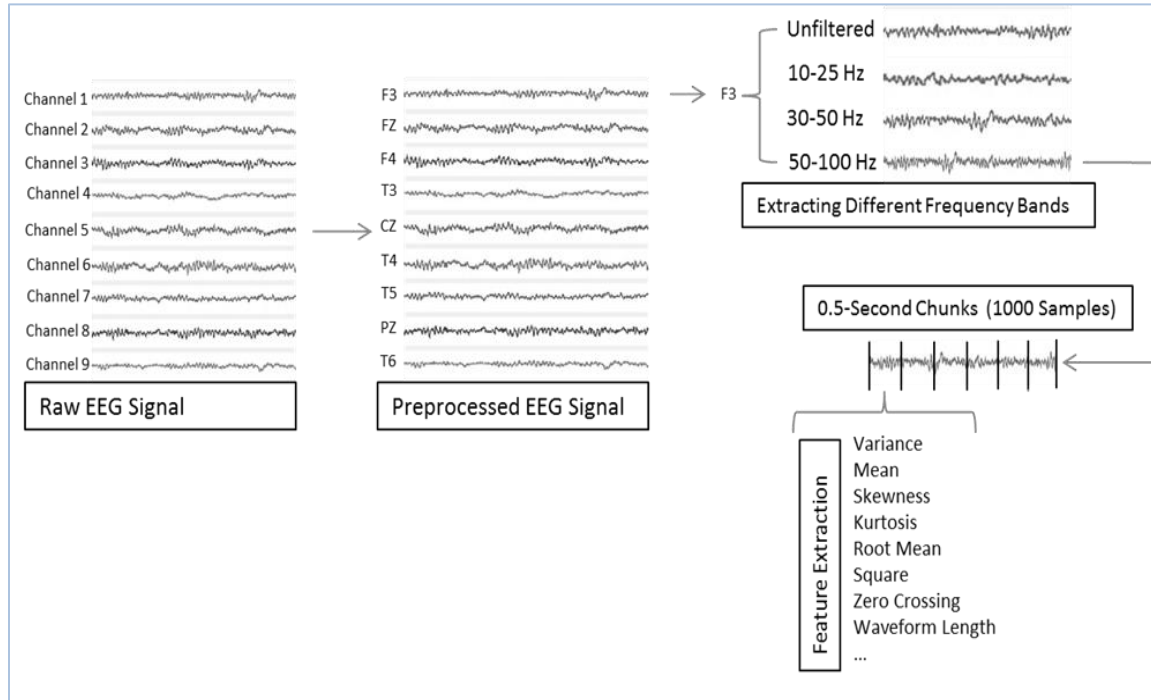 Channel 1
Channel 2
Channel 3
Channel 4
Channel 5
Channel 6
Channel 7
Channel 8
Channel 9
Raw EEG Signal
F3
FZ
F4
T3
CZ
T4
T5
PZ
T6
Preprocessed EEG Signal
F3
Unfiltered
10-25 Hz
30-50 Hz
50-100 Hz
Extracting Different Frequency Bands
0.5-Second Chunks (1000 Samples)
Feature Extraction
Variance
Mean
Skewness
Kurtosis
Root Mean
Square
Zero Crossing
Waveform Length
...